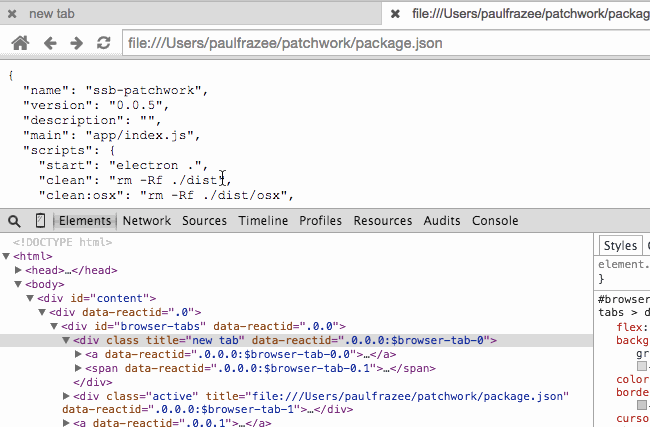 new tab
file:///Users/paulfrazee/patchwork/packag
file:///Users/paulfrazee/patchwork/package.json
{
"name": "ssb-patchwork",
"version": "0.0.5",
"description": "",
"main": "app/index.js",
"scripts": {
"start": "electron .",
"clean": "rm -Rf ./dist",
"clean:osx": "rm -Rf ./dist/osx",
Elements Network Sources Timeline Profiles Resources Audits Console
<!DOCTYPE html>
Styles
<html>
element.
<head>…</head>
}
<body>
<div id="content">
#browser
<div data-reactid=".0">
tabs > d
<div id="browser-tabs" data-reactid=".0.0">
flex:
<div class title="new tab" data-reactid=".0.0.0:$browser-tab-0">
backg
<a data-reactid=".0.0.0:$browser-tab-0.0">…</a>
gr
<span data-reactid=".0.0.0:$browser-tab-0.1">…</span>
</div>
color
<div class="active" title="file:///Users/paulfrazee/patchwork/package.json"
borde
data-reactid=".0.0.0:$browser-tab-1">…</div>
<a data-reactid=".0.0.1">…</a>
curso